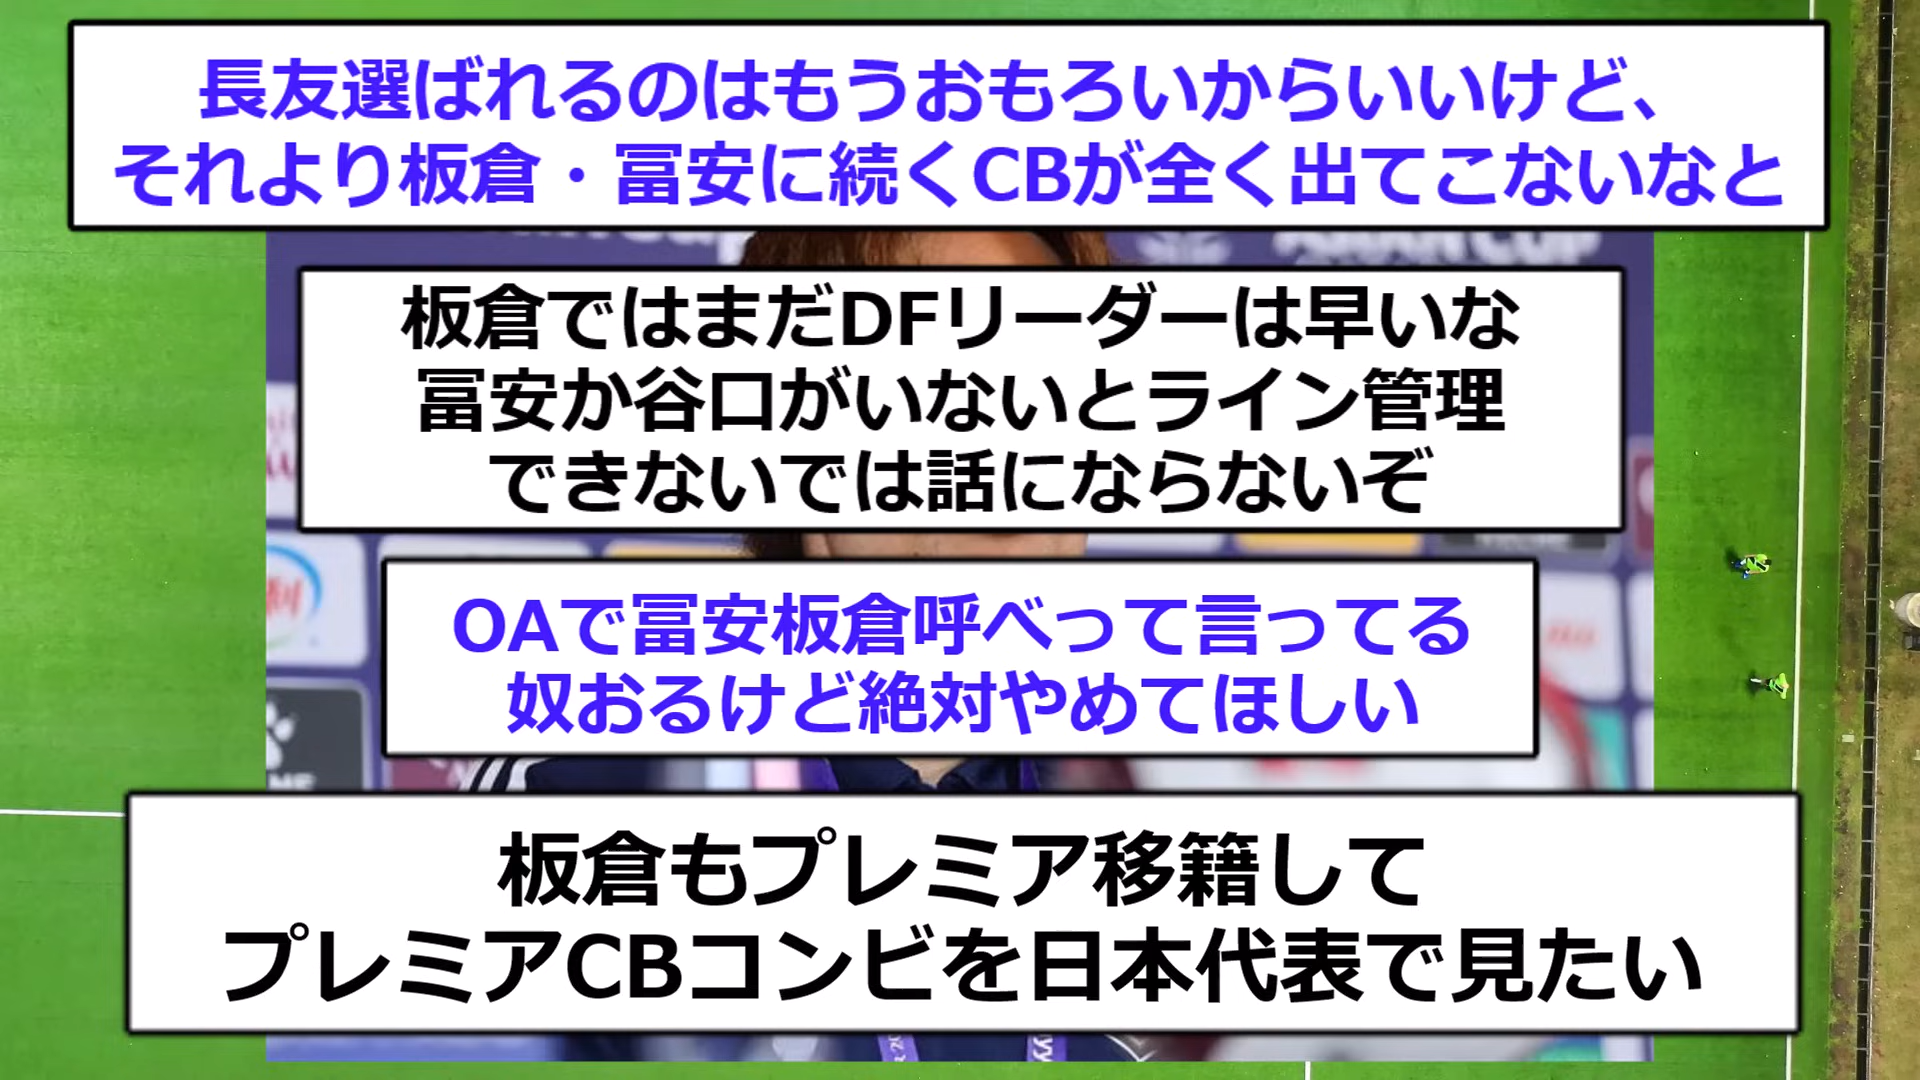 長友選ばれるのはもうおもろいからいいけど、
それより板倉・冨安に続くCBが全く出てこないなと
板倉ではまだDFリーダーは早いな
冨安か谷口がいないとライン管理
できないでは話にならないぞ
OAで冨安板倉呼べって言ってる
奴おるけど絶対やめてほしい
板倉もプレミア移籍して
プレミアCBコンビを日本代表で見たい